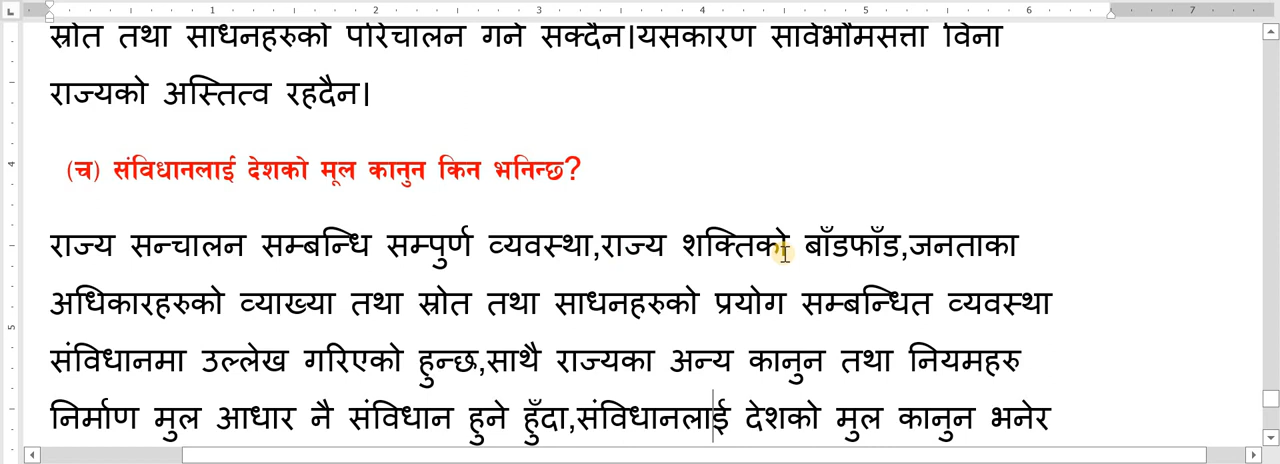 स्रोत तथा साधनहरुको परिचालन गर्न सक्दैन।यसकारण सार्वभौमसत्ता विना
राज्यको अस्तित्व रहदैन।
(च) संविधानलाई देशको मूल कानुन किन भनिन्छ?
राज्य सन्चालन सम्बन्धि सम्पुर्ण व्यवस्था,राज्य शक्तिको बाँडफाँड,जनताका
अधिकारहरुको व्याख्या तथा स्रोत तथा साधनहरुको प्रयोग सम्बन्धित व्यवस्था
संविधानमा उल्लेख गरिएको हुन्छ,साथै राज्यका अन्य कानुन तथा नियमहरु
निर्माण मुल आधार नै संविधान हुने हुँदा,संविधानलाई देशको मुल कानुन भनेर